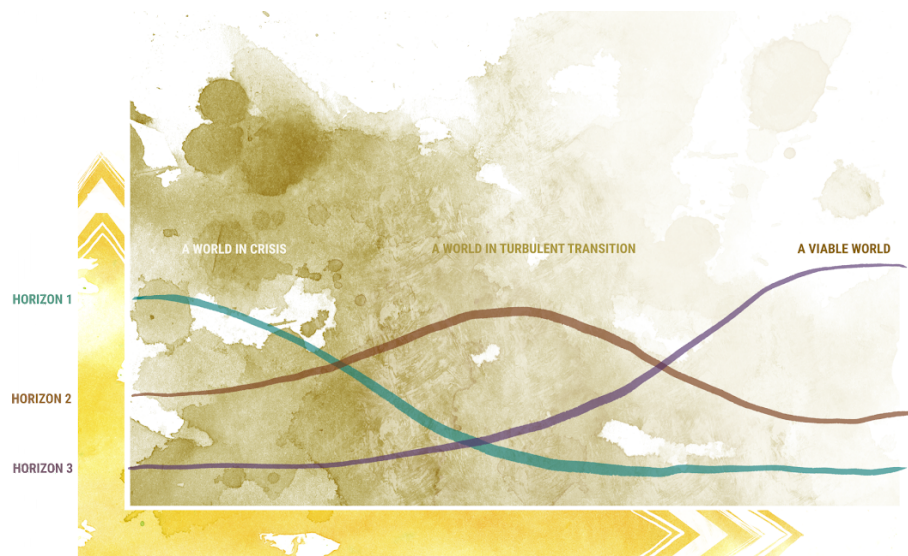 A WORLD IN CRISIS
A WORLD IN TURBULENT TRANSITION
A VIABLE WORLD
HORIZON 1
HORIZON 2
HORIZON 3